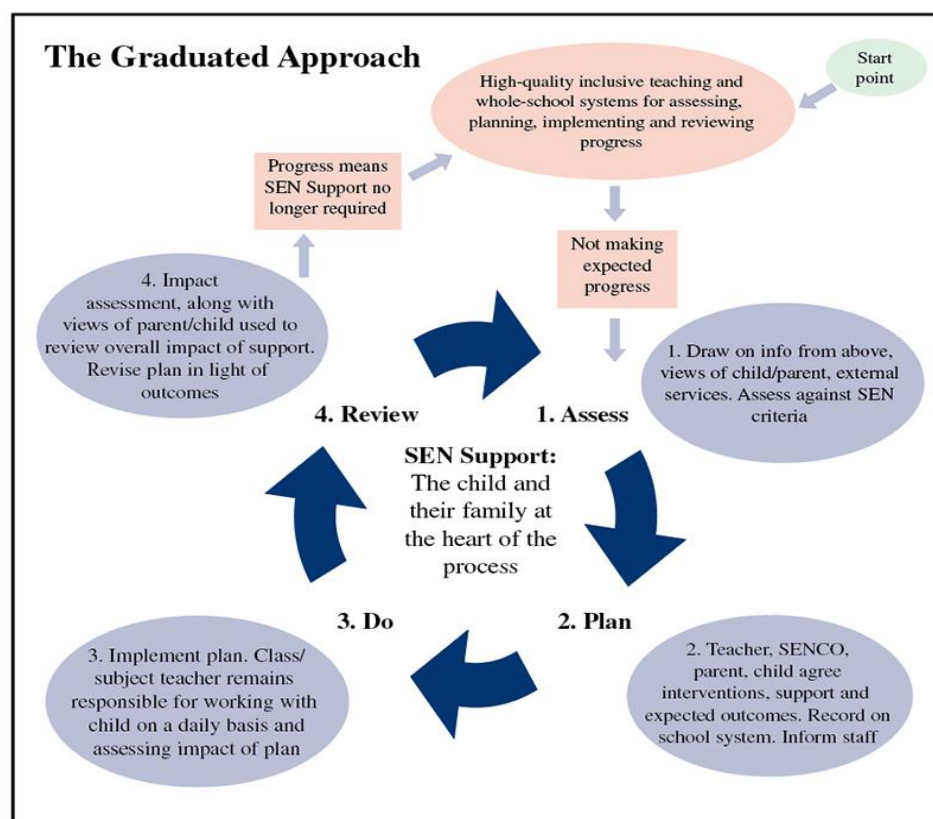 The Graduated Approach
Start
point
High-quality inclusive teaching and
whole-school systems for assessing,
planning, implementing and reviewing
progress
Progress means
SEN Support no
longer required
Not making
expected
progress
4. Impact
assessment, along with
views of parent/child used to
review overall impact of support.
Revise plan in light of
outcomes
1. Draw on info from above,
views of child/parent, external
services. Assess against SEN
criteria
4. Review
1. Assess
SEN Support:
The child and
their family at
the heart of the
process
3. Do
2. Plan
3. Implement plan. Class/
subject teacher remains
responsible for working with
child on a daily basis and
assessing impact of plan
2. Teacher, SENCO,
parent, child agree
interventions, support and
expected outcomes. Record on
school system. Inform staff